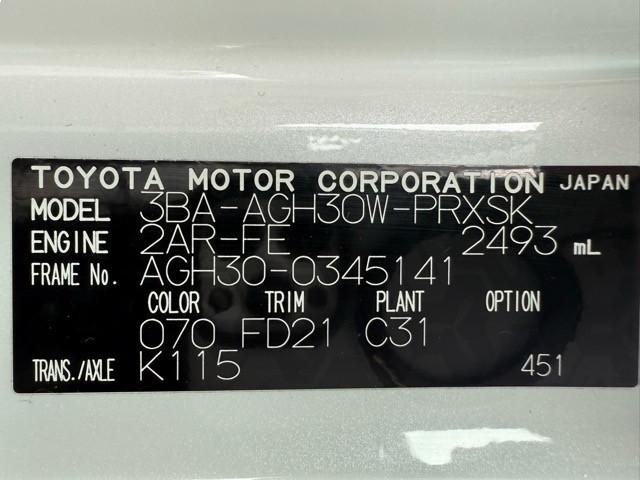 TOYOTA MOTOR CORPORATION JAPAN
MODEL 3BA-AGH30W-PRXSK
ENGINE 2AR-FE 2493 mL
FRAME No. AGH30-0345141
COLOR TRIM PLANT OPTION
070 FD21 C31
TRANS./AXLE K115 451